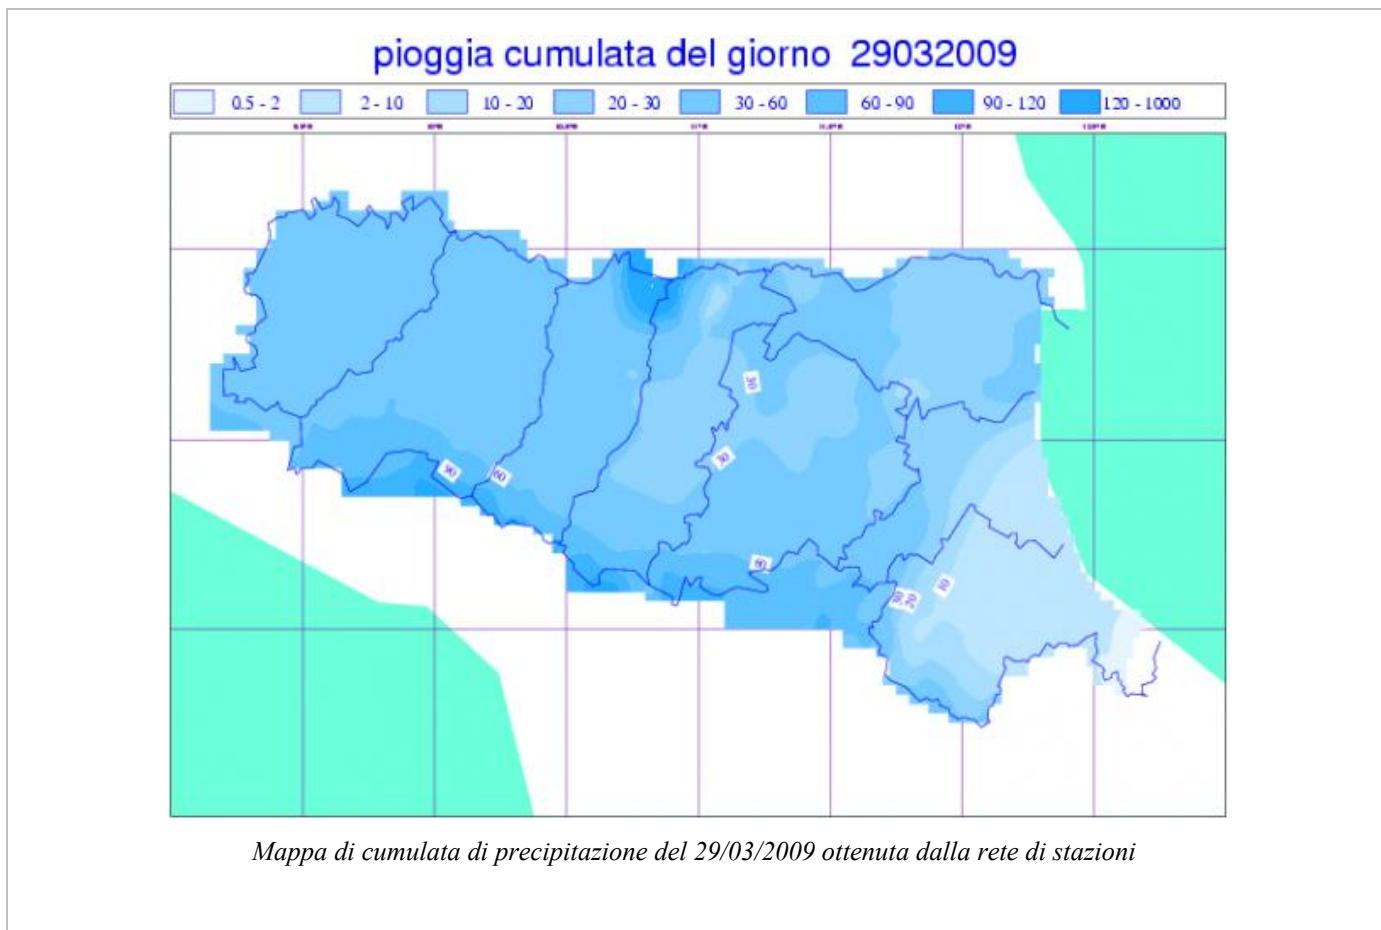 pioggia cumulata del giorno 29032009
0.5 - 2 2 - 10 10 - 20 20 - 30 30 - 60 60 - 90 90 - 120 120 - 1000
30
30
90 60
60
10
Mappa di cumulata di precipitazione del 29/03/2009 ottenuta dalla rete di stazioni